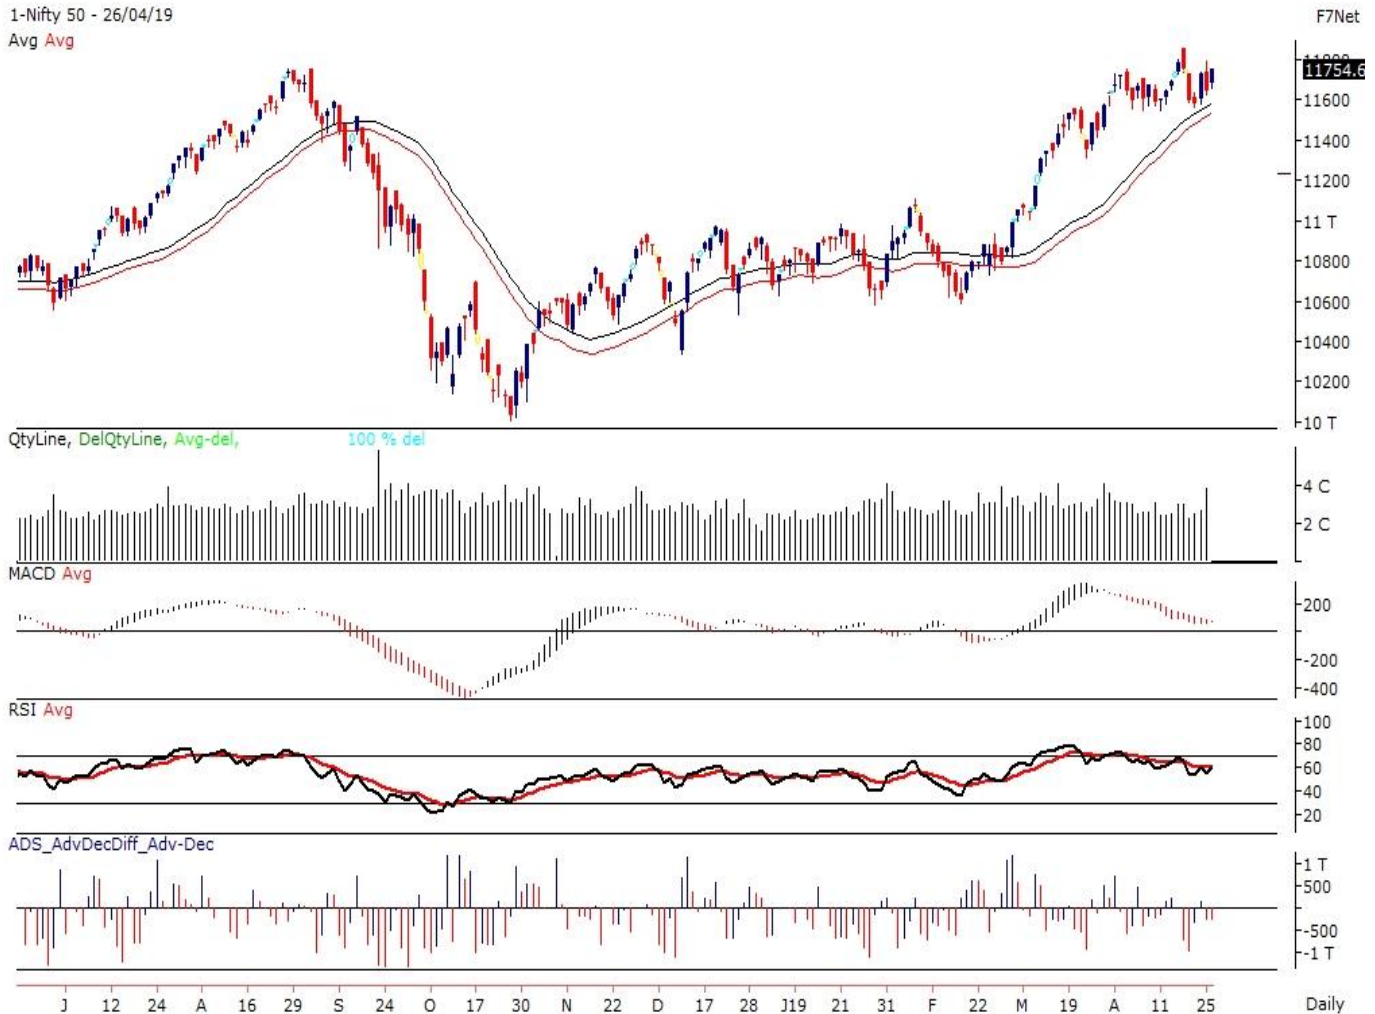 1-Nifty 50 - 26/04/19
F7Net
Avg Avg
11754.6
11600
11400
11200
11 T
10800
10600
10400
10200
10 T
QtyLine, DelQtyLine, Avg-del, 100 % del
4 C
2 C
MACD Avg
200
-200
-400
RSI Avg
100
80
60
40
20
ADS_AdvDecDiff_Adv-Dec
1 T
500
-500
-1 T
J 12 24 A 16 29 S 24 O 17 30 N 22 D 17 28 J19 21 31 F 22 M 19 A 11 25 Daily